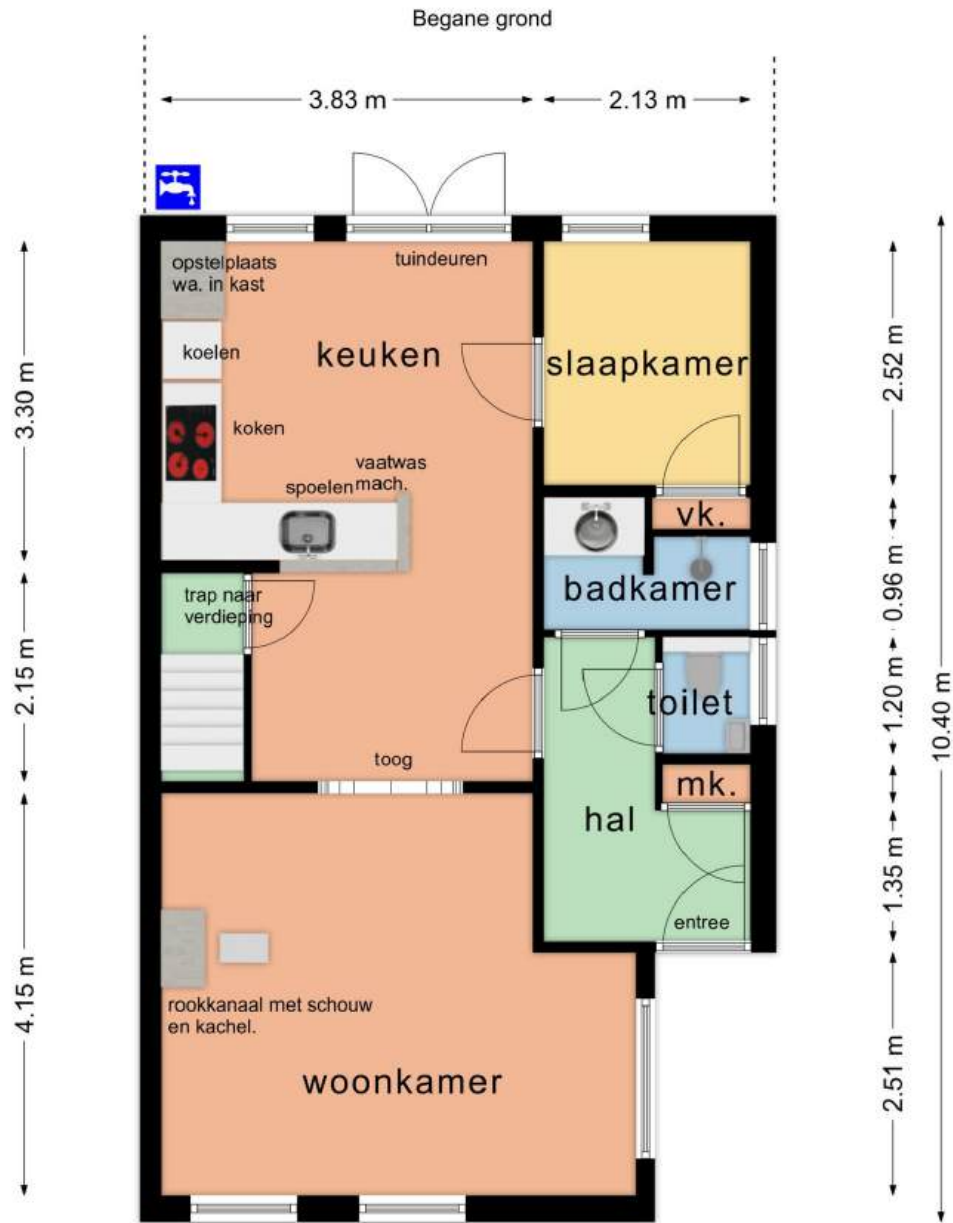 Begane grond
3.83 m
2.13 m
opstelplaats
wa. in kast
tuindeuren
koelen
keuken
slaapkamer
koken
vaatwas
mach.
spoelen
vk.
badkamer
trap naar
verdieping
toilet
toog
mk.
hal
entree
rookkanaal met schouw
en kachel.
woonkamer
3.30 m
2.15 m
4.15 m
2.52 m
0.96 m
1.20 m
1.35 m
2.51 m
10.40 m